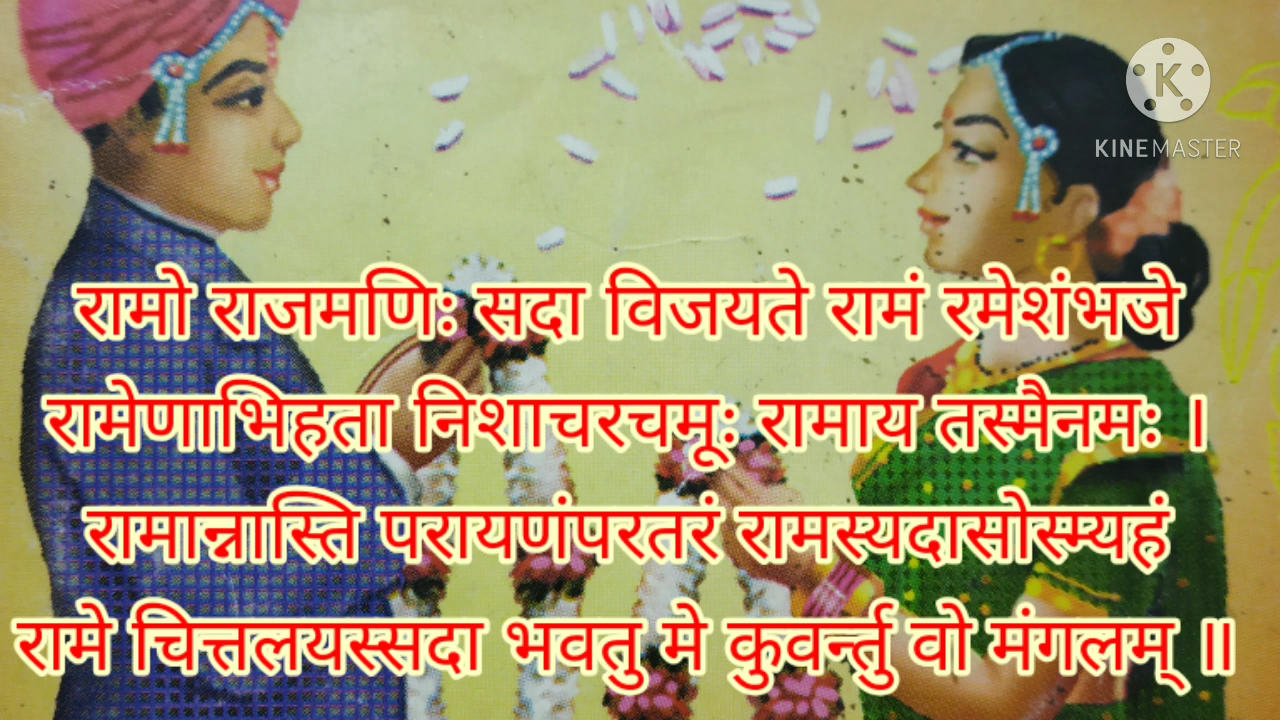 KINEMASTER
रामो राजमणिः सदा विजयते रामं रमेशंभजे
रामेणाभिहता निशाचरचमूः रामाय तस्मैनमः ।
रामान्नास्ति परायणंपरतरं रामस्यदासोस्म्यहं
रामे चित्तलयस्सदा भवतु मे कुवर्न्तु वो मंगलम् ॥